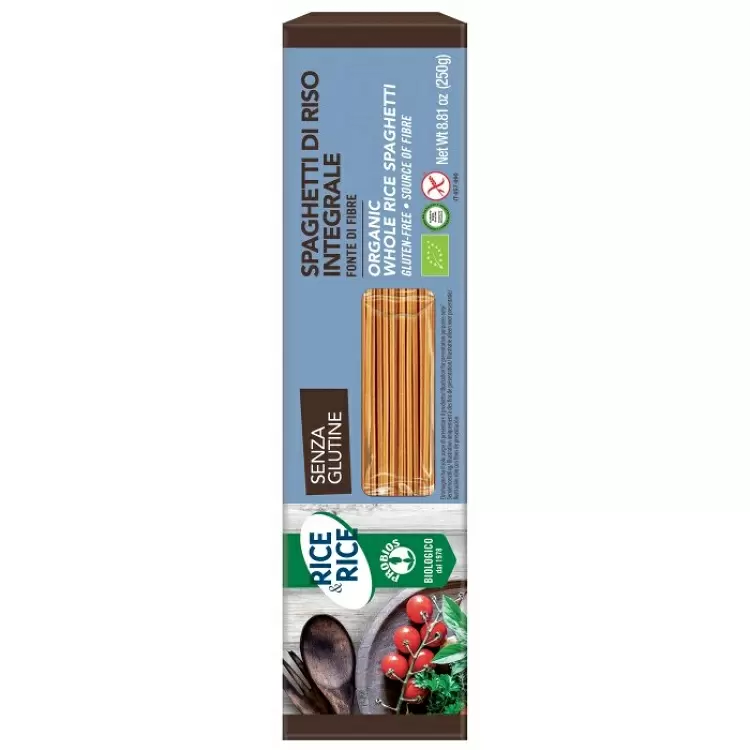 SPAGHETTI DI RISO
INTEGRALE
FONTE DI FIBRE
ORGANIC
WHOLE RICE SPAGHETTI
GLUTEN-FREE • SOURCE OF FIBRE
Net Wt 8.81 oz (250g)
SENZA
GLUTINE
RICE
& RICE
PROBIOS
BIOLOGICO
dal 1978